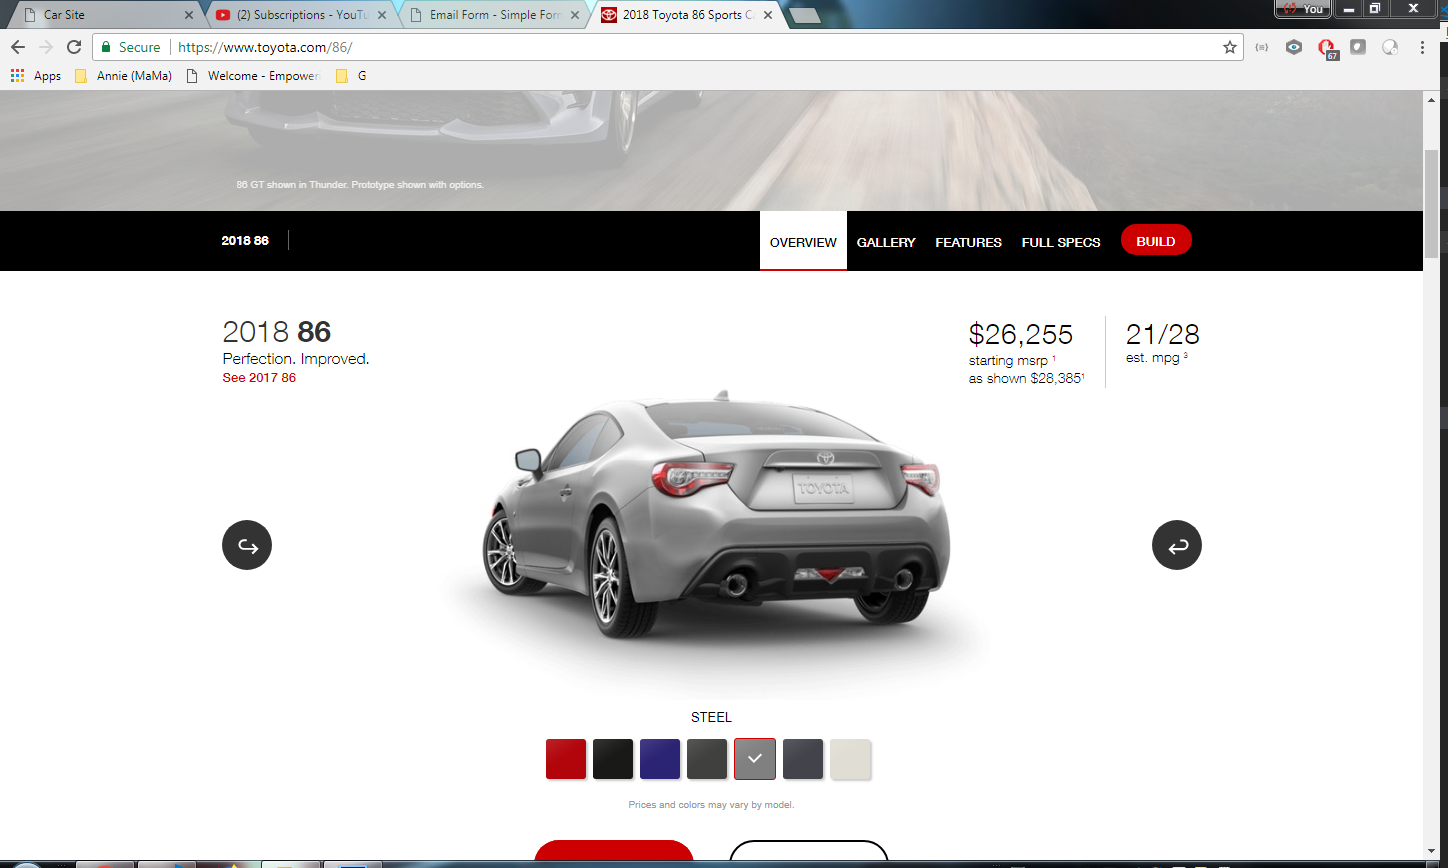 Car Site
(2) Subscriptions - YouTu
Email Form - Simple Form
2018 Toyota 86 Sports C
You
Secure
https://www.toyota.com/86/
67
Apps
Annie (MaMa)
Welcome - Empower
G
86 GT shown in Thunder. Prototype shown with options.
2018 86
OVERVIEW
GALLERY
FEATURES
FULL SPECS
BUILD
2018 86
Perfection. Improved.
See 2017 86
$26,255
starting msrp 1
as shown $28,385 1
21/28
est. mpg 3
TOYOTA
STEEL
Prices and colors may vary by model.